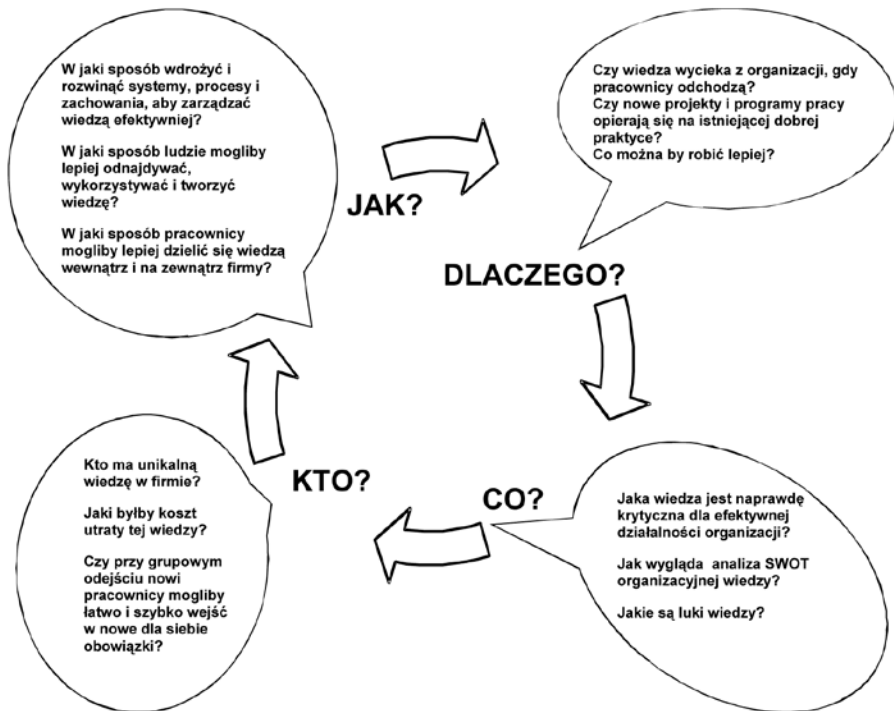 W jaki sposób wdrożyć i
rozwinąć systemy, procesy i
zachowania, aby zarządzać
wiedzą efektywniej?
W jaki sposób ludzie mogliby
lepiej odnajdywać,
wykorzystywać i tworzyć
wiedzę?
W jaki sposób pracownicy
mogliby lepiej dzielić się wiedzą
wewnątrz i na zewnątrz firmy?
JAK?
Czy wiedza wycieka z organizacji, gdy
pracownicy odchodzą?
Czy nowe projekty i programy pracy
opierają się na istniejącej dobrej
praktyce?
Co można by robić lepiej?
DLACZEGO?
CO?
Jaka wiedza jest naprawdę
krytyczna dla efektywnej
działalności organizacji?
Jak wygląda analiza SWOT
organizacyjnej wiedzy?
Jakie są luki wiedzy?
KTO?
Kto ma unikalną
wiedzę w firmie?
Jaki byłby koszt
utraty tej wiedzy?
Czy przy grupowym
odejściu nowi
pracownicy mogliby
łatwo i szybko wejść
w nowe dla siebie
obowiązki?